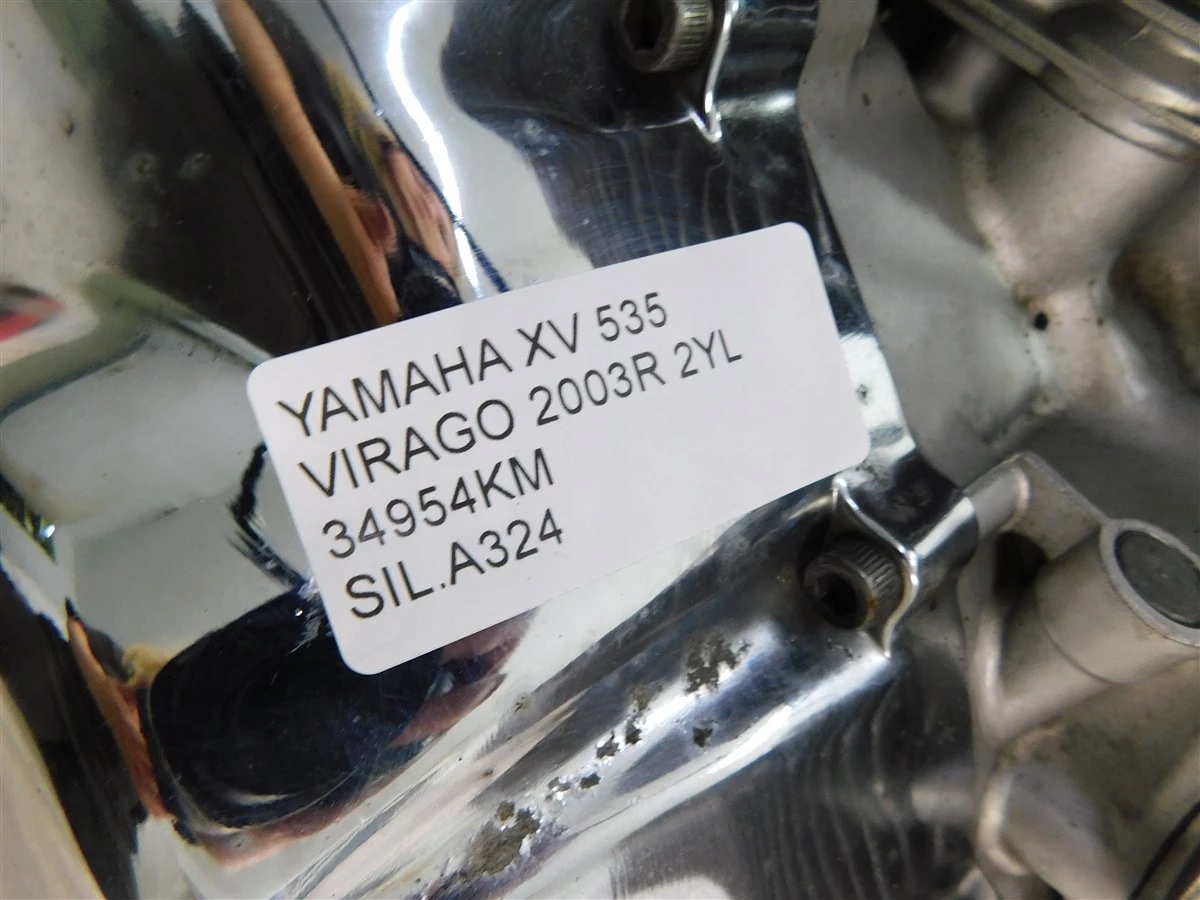 YAMAHA XV 535
VIRAGO 2003R 2YL
34954KM
SIL.A324